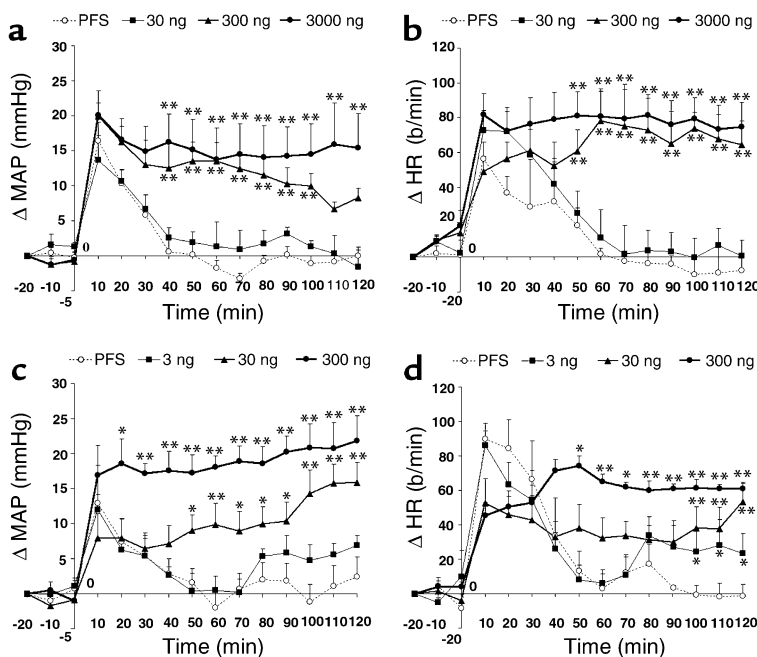 a
PFS 30 ng 300 ng 3000 ng
Δ MAP (mmHg)
30
25
20
15
10
5
0
-5
** ** ** ** ** ** ** ** **
** ** ** ** ** ** **
-20 -10 10 20 30 40 50 60 70 80 90 100 110 120
Time (min)
b
PFS 30 ng 300 ng 3000 ng
Δ HR (b/min)
120
100
80
60
40
20
0
-20
** ** ** ** ** ** ** **
** ** ** ** ** ** **
-20 -10 10 20 30 40 50 60 70 80 90 100 110 120
Time (min)
c
PFS 3 ng 30 ng 300 ng
Δ MAP (mmHg)
30
25
20
15
10
5
0
-5
* ** ** ** ** ** ** ** ** ** **
* ** * * * ** ** **
-20 -10 10 20 30 40 50 60 70 80 90 100 110 120
Time (min)
d
PFS 3 ng 30 ng 300 ng
Δ HR (b/min)
120
100
80
60
40
20
0
-20
* ** * ** ** ** ** **
** ** **
* * *
-20 -10 10 20 30 40 50 60 70 80 90 100 110 120
Time (min)